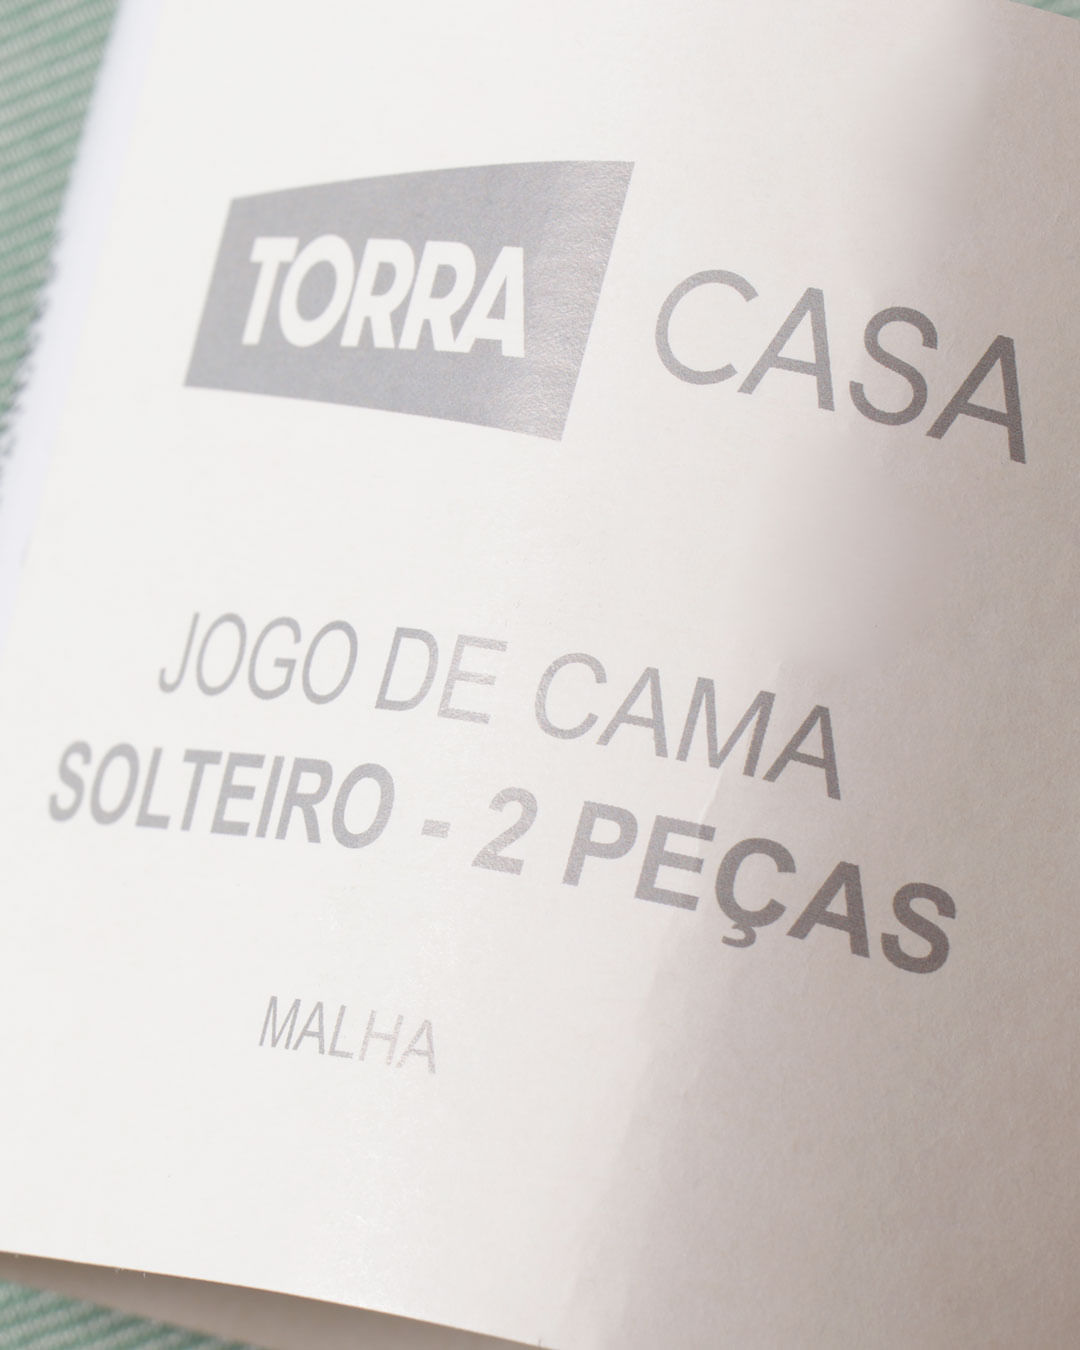 TORRA CASA
JOGO DE CAMA
SOLTEIRO - 2 PEÇAS
MALHA